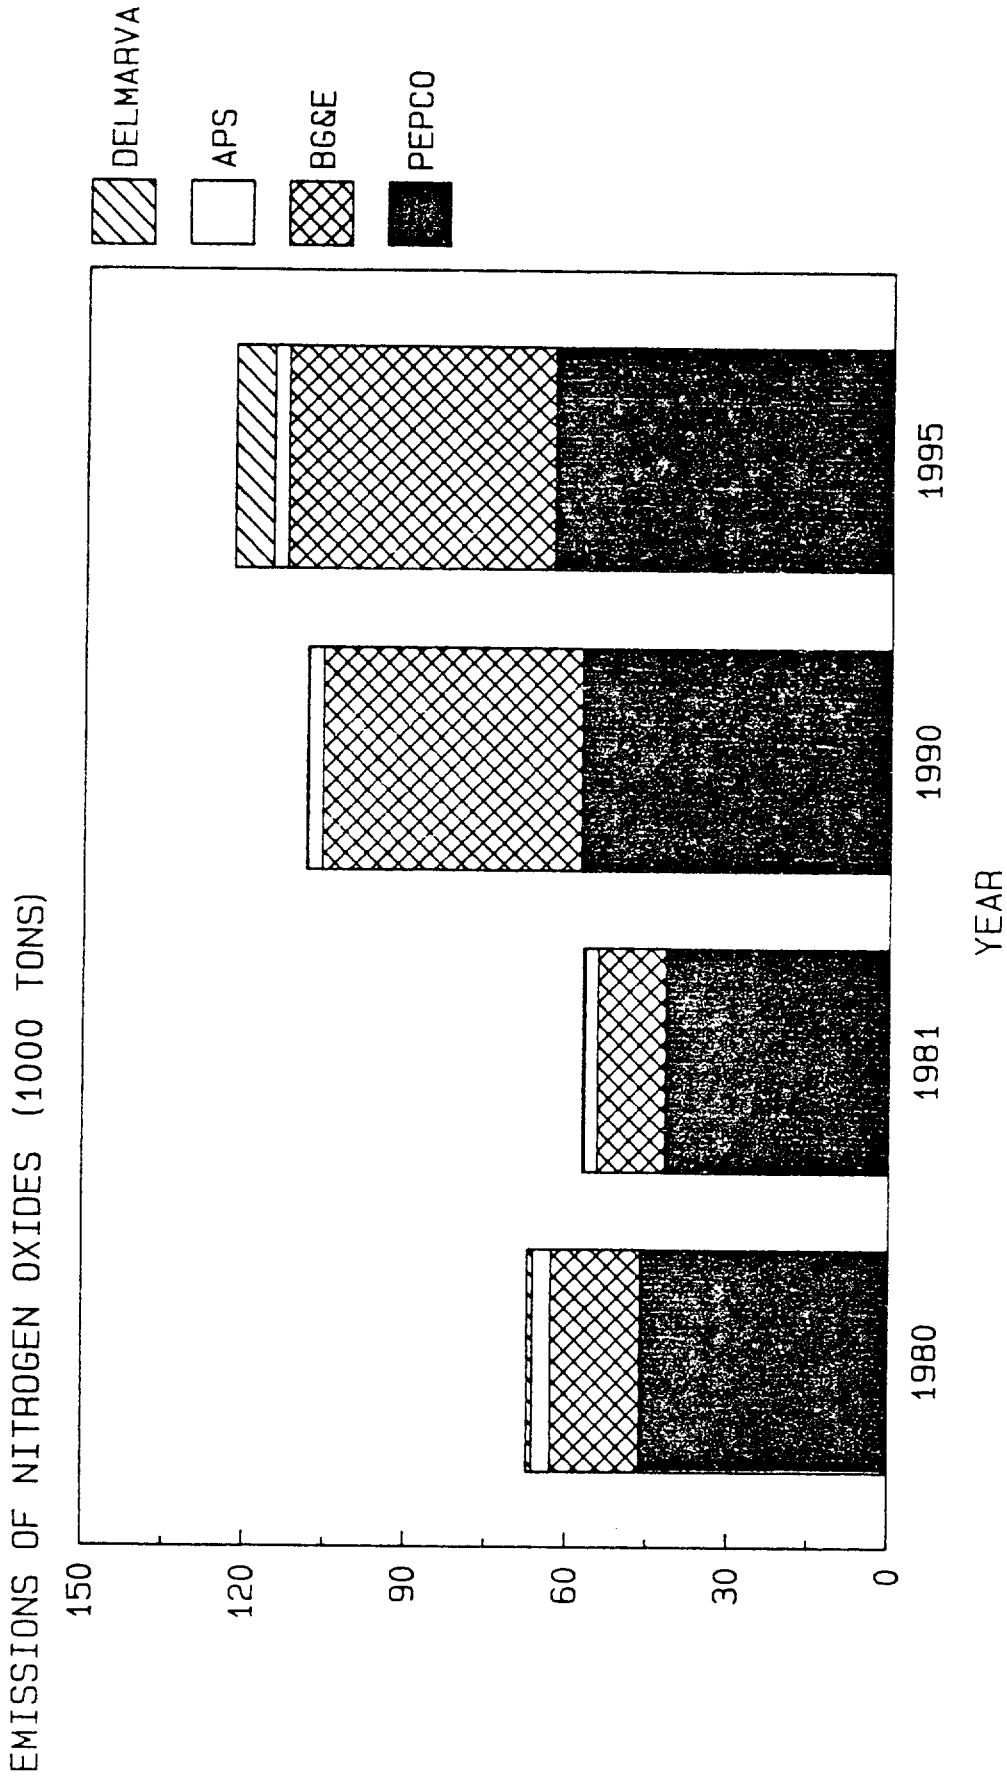 EMISSIONS OF NITROGEN OXIDES (1000 TONS)
150
120
90
60
30
0
1980
1981
1990
1995
YEAR
DELMARVA
APS
BG&E
PEPCO